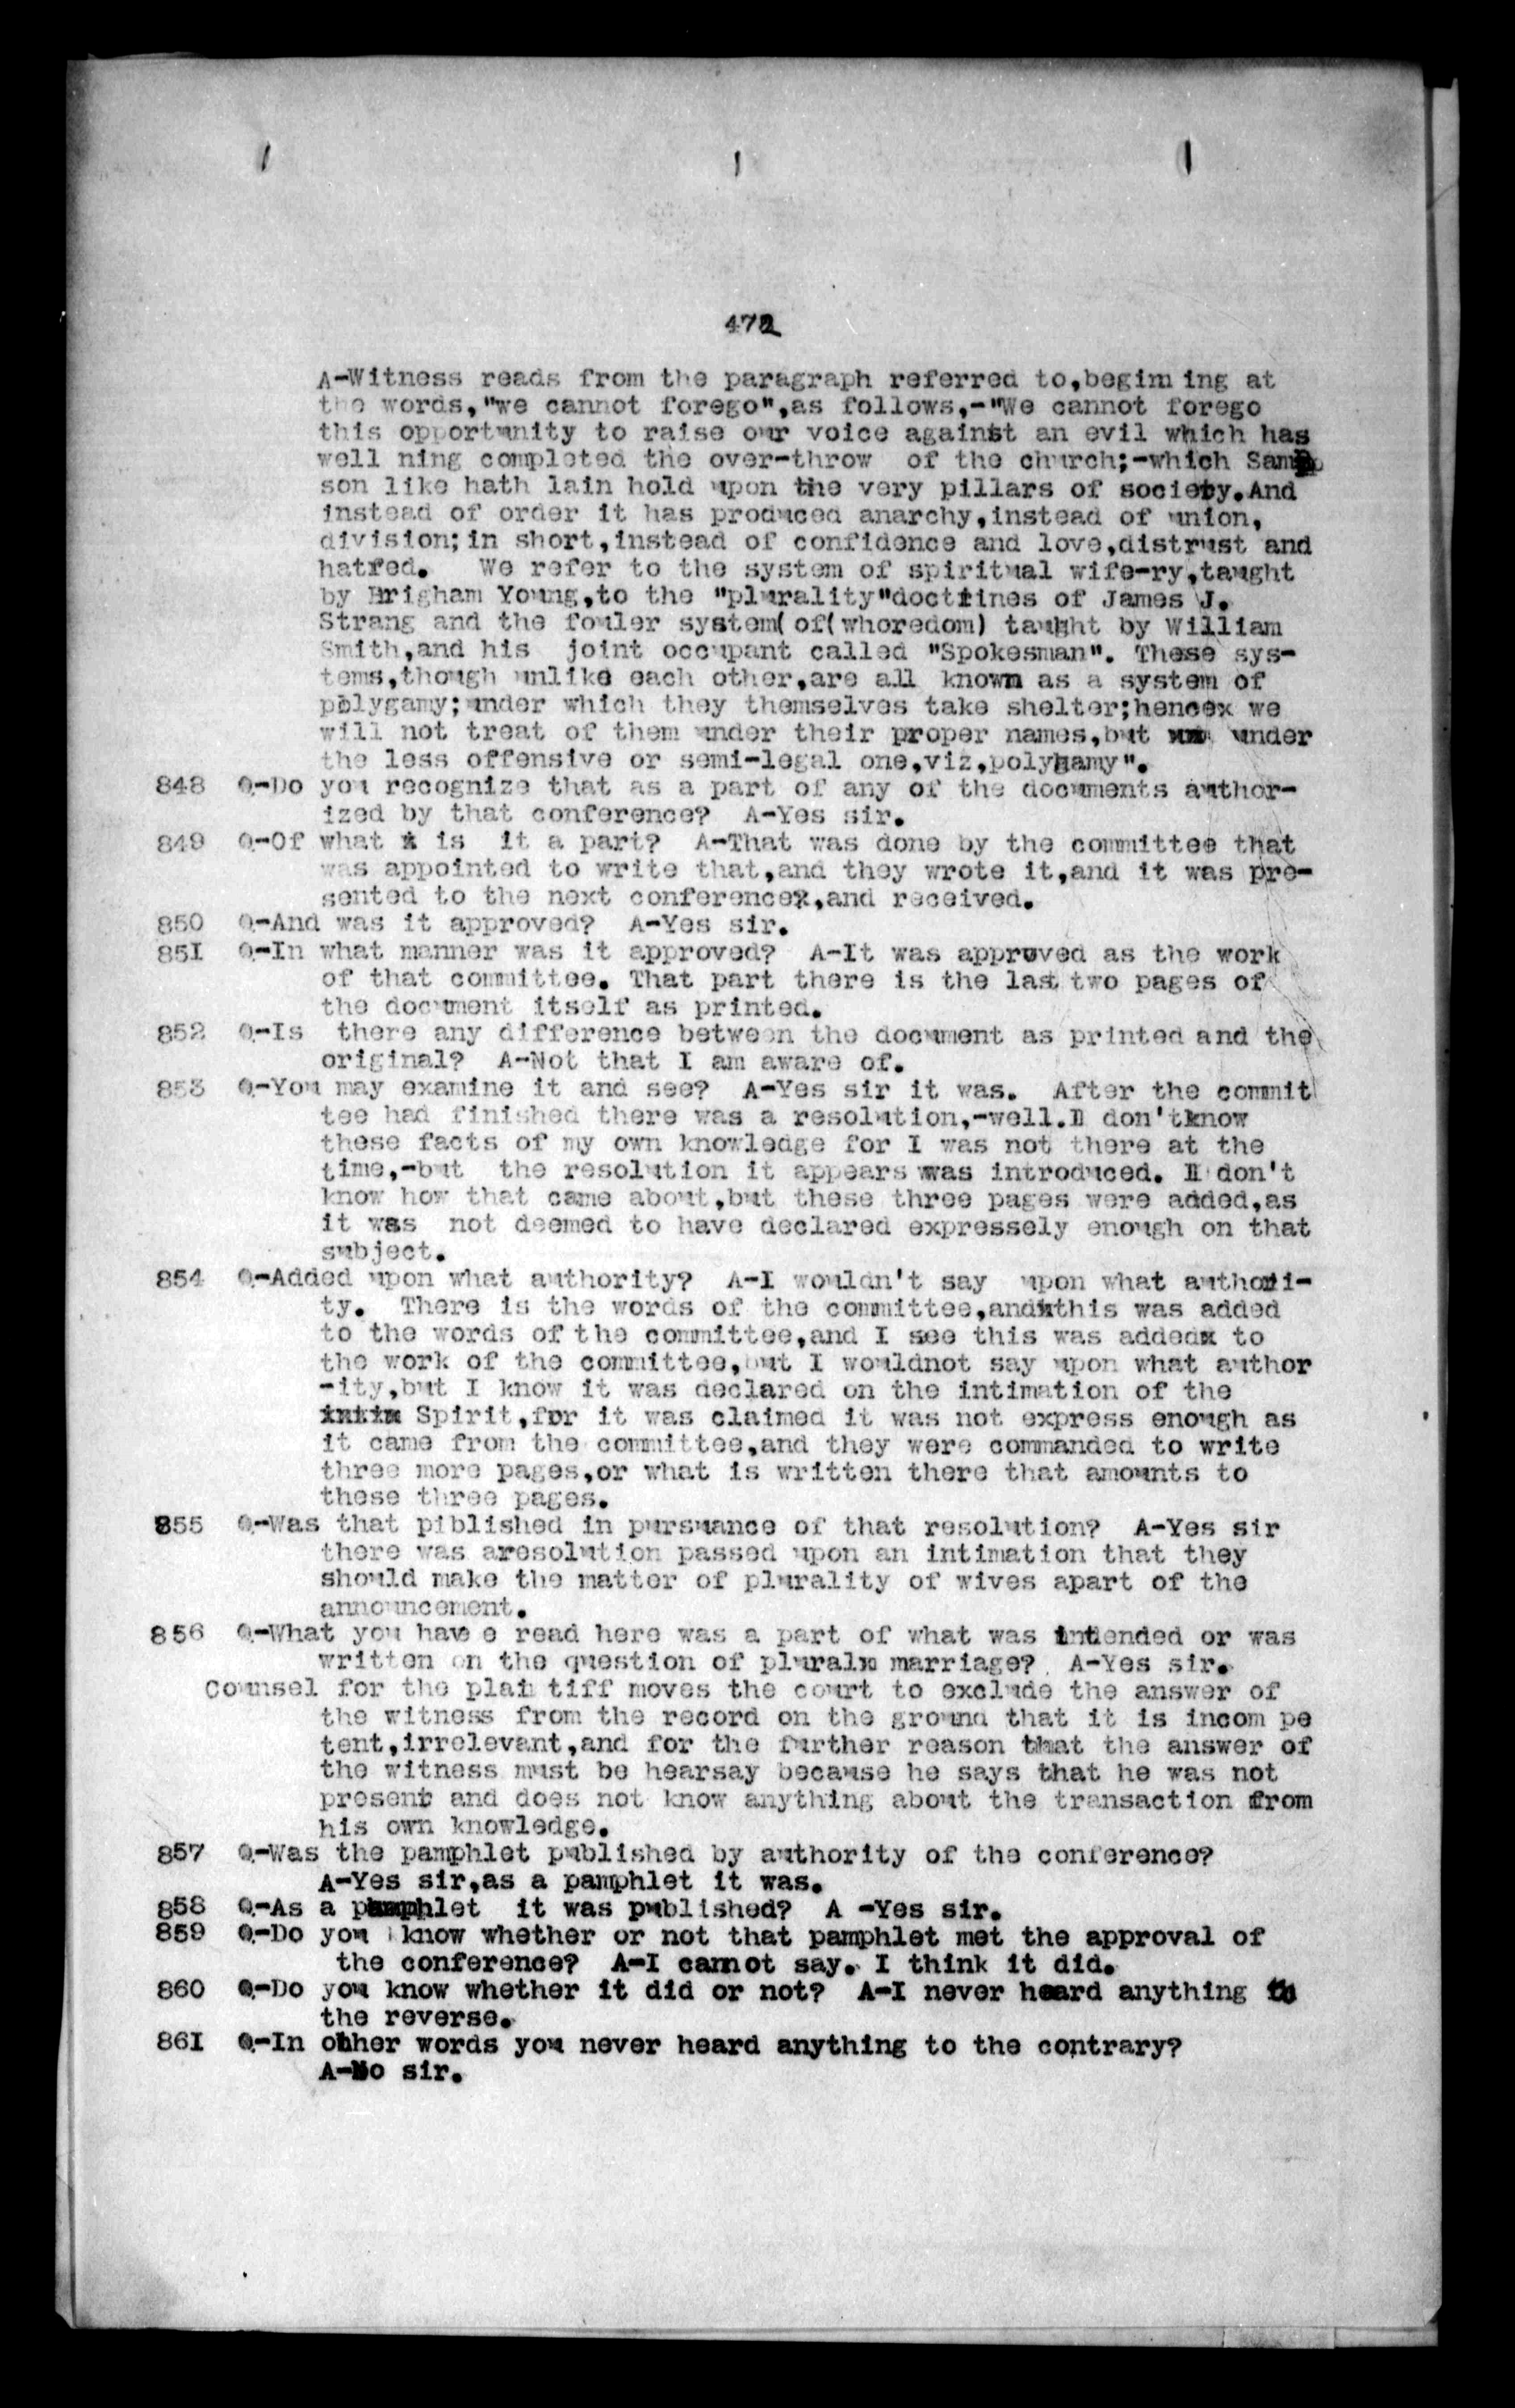 472
A-Witness reads from the paragraph referred to,begim ing at
the words,"we cannot forego",as follows,-"We cannot forego
this opportunity to raise our voice against an evil which has
well ning completed the over-throw of the church;-which Samp
son like hath lain hold upon the very pillars of society.And
instead of order it has produced anarchy,instead of union,
division;in short,instead of confidence and love,distrust and
hatred. We refer to the system of spiritual wife-ry,taught
by Brigham Young,to the "plurality"doctrines of James J.
Strang and the fouler system(of(whoredom) taught by William
Smith,and his joint occupant called "Spokesman". These sys-
tems,though unlike each other,are all known as a system of
polygamy;under which they themselves take shelter;hencex we
will not treat of them under their proper names,but under
the less offensive or semi-legal one,viz,polygamy".
848 Q-Do you recognize that as a part of any of the documents author-
ized by that conference? A-Yes sir.
849 Q-Of what x is it a part? A-That was done by the committee that
was appointed to write that,and they wrote it,and it was pre-
sented to the next conferencex,and received.
850 Q-And was it approved? A-Yes sir.
851 Q-In what manner was it approved? A-It was approved as the work
of that committee. That part there is the last two pages of
the document itself as printed.
852 Q-Is there any difference between the document as printed and the
original? A-Not that I am aware of.
853 Q-You may examine it and see? A-Yes sir it was. After the commit
tee had finished there was a resolution,-well.I don'tknow
these facts of my own knowledge for I was not there at the
time,-but the resolution it appears was introduced. I don't
know how that came about,but these three pages were added,as
it was not deemed to have declared expressely enough on that
subject.
854 Q-Added upon what authority? A-I wouldn't say upon what authori-
ty. There is the words of the committee,andxthis was added
to the words of the committee,and I see this was addedx to
the work of the committee,but I wouldnot say upon what author
-ity,but I know it was declared on the intimation of the
intim Spirit,for it was claimed it was not express enough as
it came from the committee,and they were commanded to write
three more pages,or what is written there that amounts to
these three pages.
855 Q-Was that piblished in pursuance of that resolution? A-Yes sir
there was aresolution passed upon an intimation that they
should make the matter of plurality of wives apart of the
announcement.
856 Q-What you have e read here was a part of what was intended or was
written on the question of pluralx marriage? A-Yes sir.
Counsel for the plain tiff moves the court to exclude the answer of
the witness from the record on the ground that it is incom pe
tent,irrelevant,and for the further reason that the answer of
the witness must be hearsay because he says that he was not
present and does not know anything about the transaction from
his own knowledge.
857 Q-Was the pamphlet published by authority of the conference?
A-Yes sir,as a pamphlet it was.
858 Q-As a pamphlet it was published? A -Yes sir.
859 Q-Do you know whether or not that pamphlet met the approval of
the conference? A-I cannot say. I think it did.
860 Q-Do you know whether it did or not? A-I never heard anything to
the reverse.
861 Q-In other words you never heard anything to the contrary?
A-No sir.